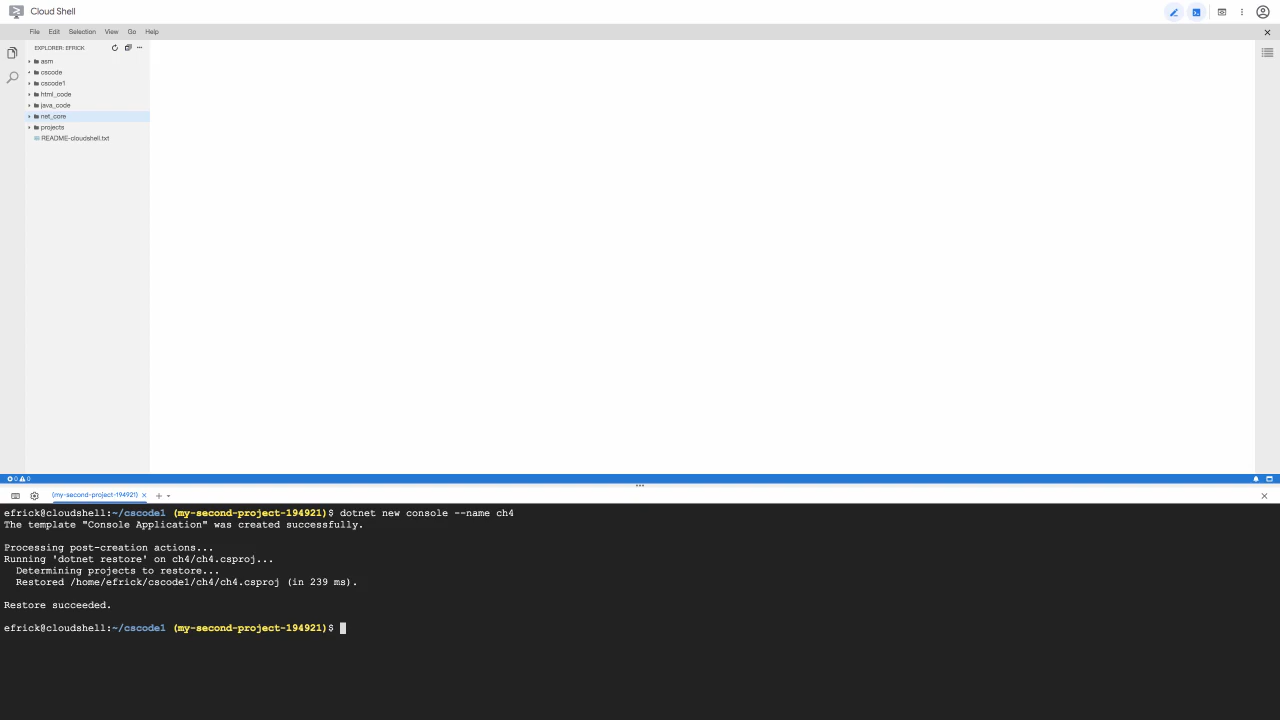 Cloud Shell
File Edit Selection View Go Help
EXPLORER: EFRICK
asm
cscode
cscode1
html_code
java_code
net_core
projects
README-cloudshell.txt
0 0
(my-second-project-194921)
efrick@cloudshell:~/cscode1 (my-second-project-194921)$ dotnet new console --name ch4
The template "Console Application" was created successfully.
Processing post-creation actions...
Running 'dotnet restore' on ch4/ch4.csproj...
Determining projects to restore...
Restored /home/efrick/cscode1/ch4/ch4.csproj (in 239 ms).
Restore succeeded.
efrick@cloudshell:~/cscode1 (my-second-project-194921)$